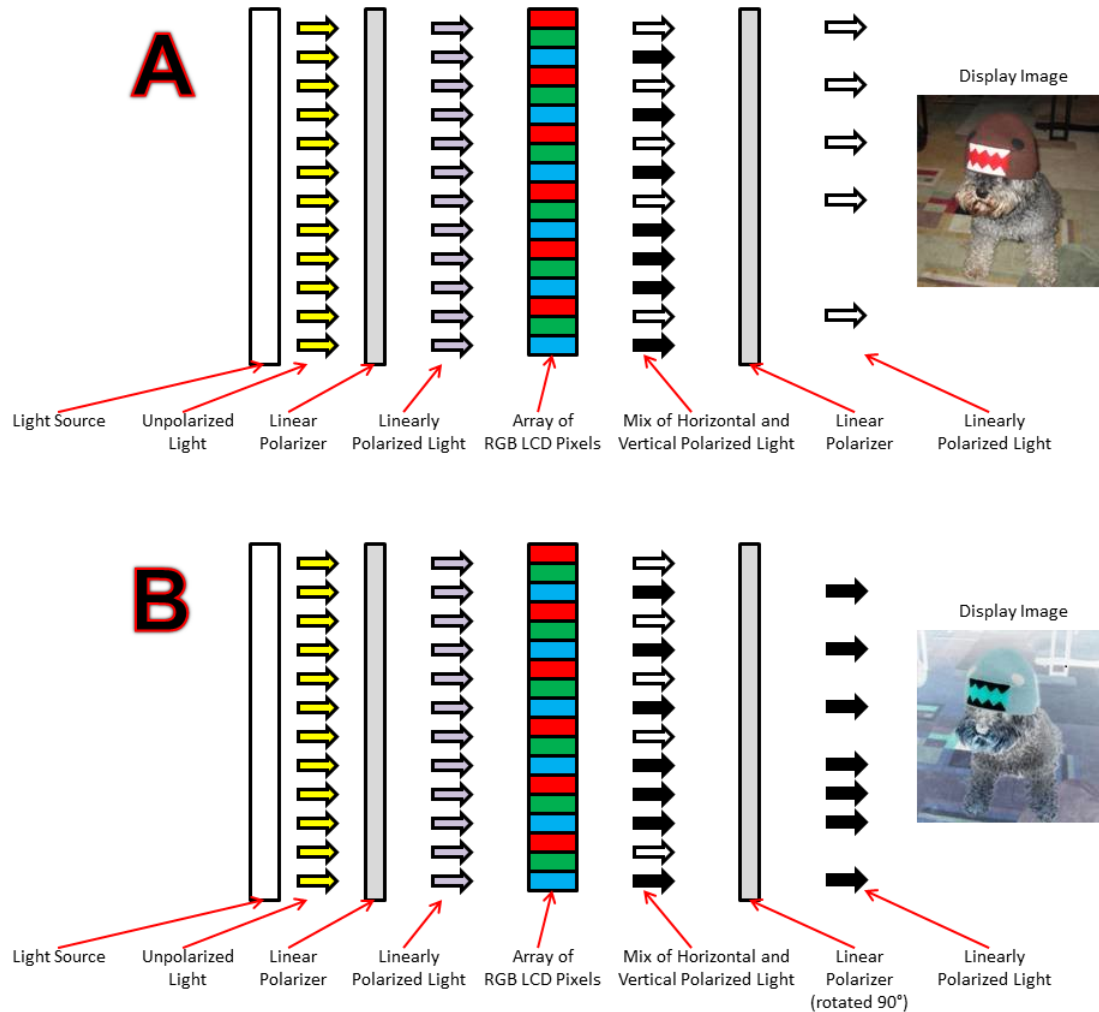 A
Display Image
Light Source
Unpolarized
Light
Linear
Polarizer
Linearly
Polarized Light
Array of
RGB LCD Pixels
Mix of Horizontal and
Vertical Polarized Light
Linear
Polarizer
Linearly
Polarized Light
B
Display Image
Light Source
Unpolarized
Light
Linear
Polarizer
Linearly
Polarized Light
Array of
RGB LCD Pixels
Mix of Horizontal and
Vertical Polarized Light
Linear
Polarizer
(rotated 90°)
Linearly
Polarized Light